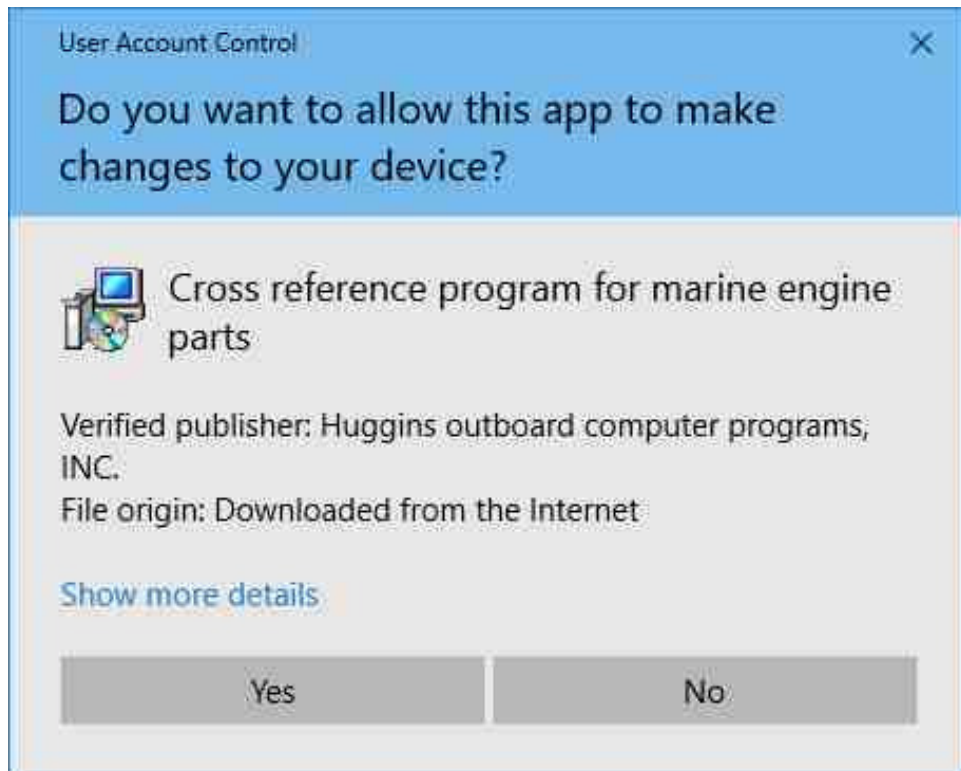 User Account Control
Do you want to allow this app to make
changes to your device?
Cross reference program for marine engine
parts
Verified publisher: Huggins outboard computer programs,
INC.
File origin: Downloaded from the Internet
Show more details
Yes
No